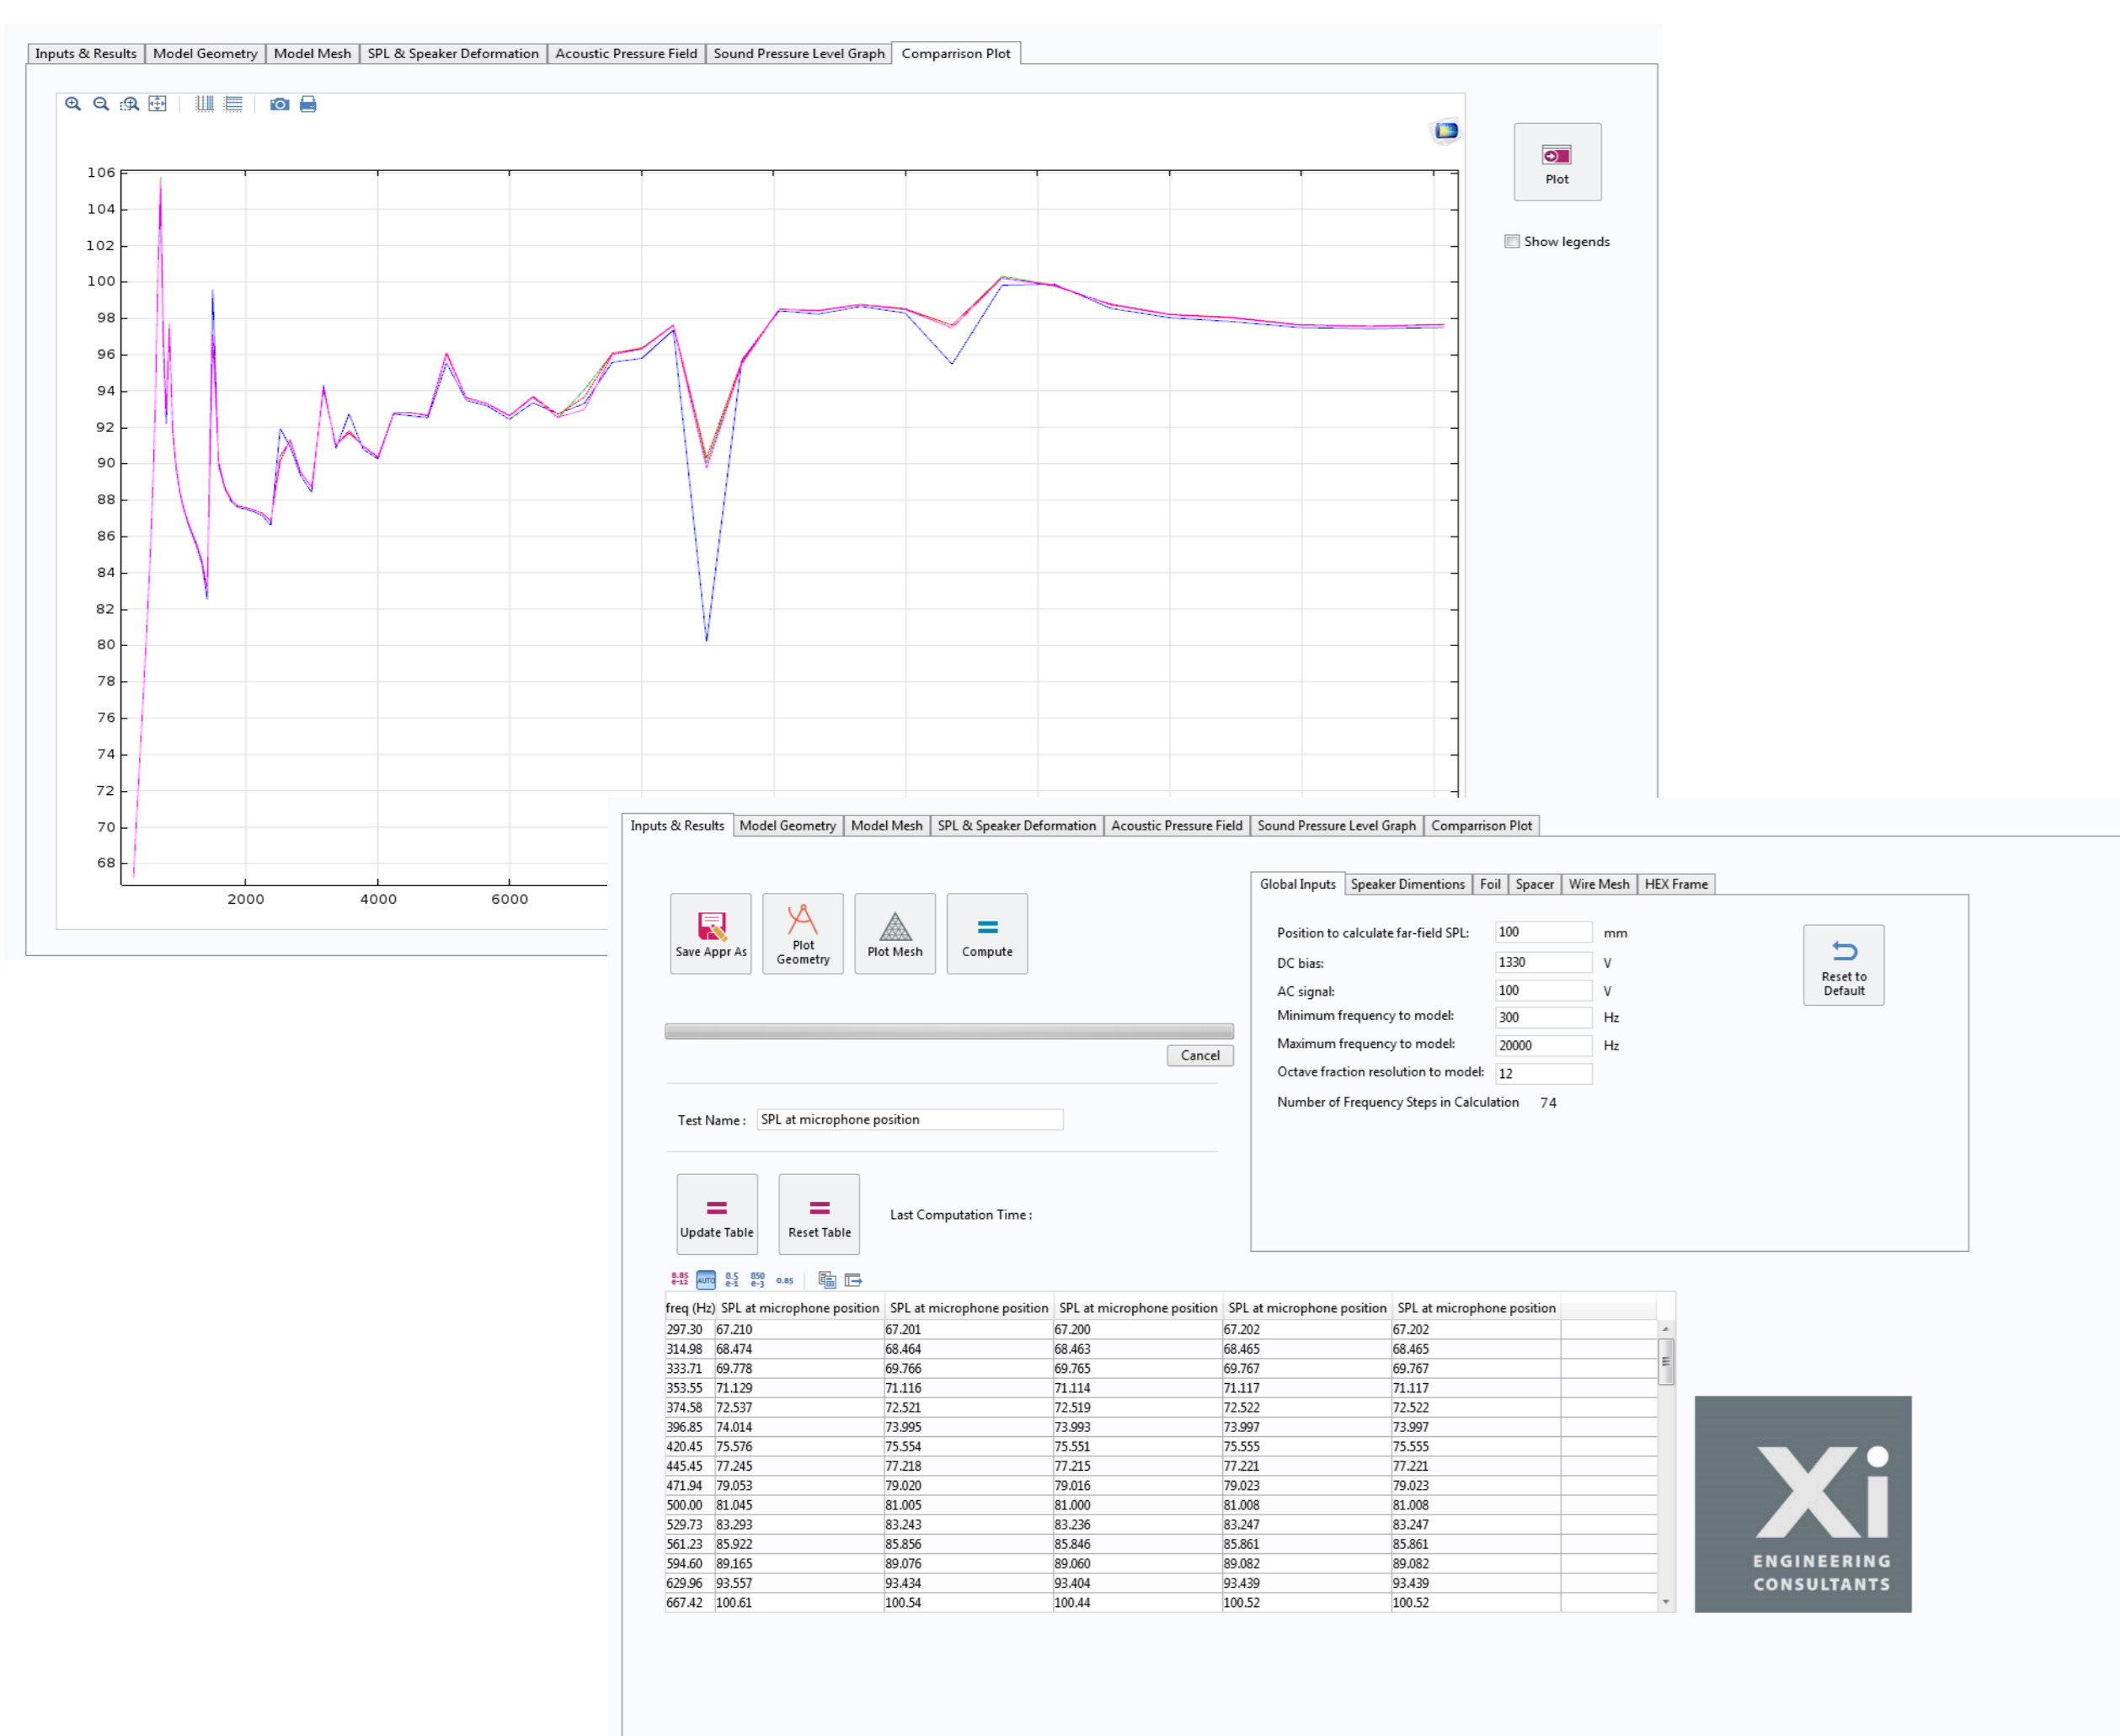 Inputs & Results Model Geometry Model Mesh SPL & Speaker Deformation Acoustic Pressure Field Sound Pressure Level Graph Comparrison Plot
Plot
Show legends
106
104
102
100
98
96
94
92
90
88
86
84
82
80
78
76
74
72
70
68
2000 4000 6000
Inputs & Results Model Geometry Model Mesh SPL & Speaker Deformation Acoustic Pressure Field Sound Pressure Level Graph Comparrison Plot
Save Appr As
Plot
Geometry
Plot Mesh
Compute
Cancel
Test Name : SPL at microphone position
Update Table
Reset Table
Last Computation Time :
Global Inputs Speaker Dimentions Foil Spacer Wire Mesh HEX Frame
Position to calculate far-field SPL: 100 mm
DC bias: 1330 V
AC signal: 100 V
Minimum frequency to model: 300 Hz
Maximum frequency to model: 20000 Hz
Octave fraction resolution to model: 12
Number of Frequency Steps in Calculation 74
Reset to
Default
8.85 e-12 AUTO 8.5 e-1 850 e-3 0.85
freq (Hz) SPL at microphone position SPL at microphone position SPL at microphone position SPL at microphone position SPL at microphone position
297.30 67.210 67.201 67.200 67.202 67.202
314.98 68.474 68.464 68.463 68.465 68.465
333.71 69.778 69.766 69.765 69.767 69.767
353.55 71.129 71.116 71.114 71.117 71.117
374.58 72.537 72.521 72.519 72.522 72.522
396.85 74.014 73.995 73.993 73.997 73.997
420.45 75.576 75.554 75.551 75.555 75.555
445.45 77.245 77.218 77.215 77.221 77.221
471.94 79.053 79.020 79.016 79.023 79.023
500.00 81.045 81.005 81.000 81.008 81.008
529.73 83.293 83.243 83.236 83.247 83.247
561.23 85.922 85.856 85.846 85.861 85.861
594.60 89.165 89.076 89.060 89.082 89.082
629.96 93.557 93.434 93.404 93.439 93.439
667.42 100.61 100.54 100.44 100.52 100.52
Xi
ENGINEERING
CONSULTANTS